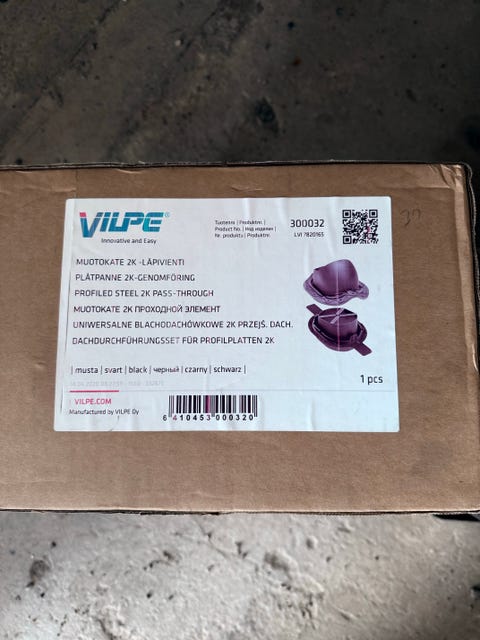 VILPE®
Innovative and Easy
Tuotenro | Produktnr. |
Product No. | Код изделия |
Nr. produktu | Produktnr.
300032
LVI 7820165
37
MUOTOKATE 2K -LÄPIVIENTI
PLÅTPANNE 2K-GENOMFÖRING
PROFILED STEEL 2K PASS-THROUGH
MUOTOKATE 2K ПРОХОДНОЙ ЭЛЕМЕНТ
UNIWERSALNE BLACHODACHÓWKOWE 2K PRZEJŚ. DACH.
DACHDURCHFÜHRUNGSSET FÜR PROFILPLATTEN 2K
| musta | svart | black | черный | czarny | schwarz |
1 pcs
VILPE.COM
Manufactured by VILPE Oy
6 410453 000320